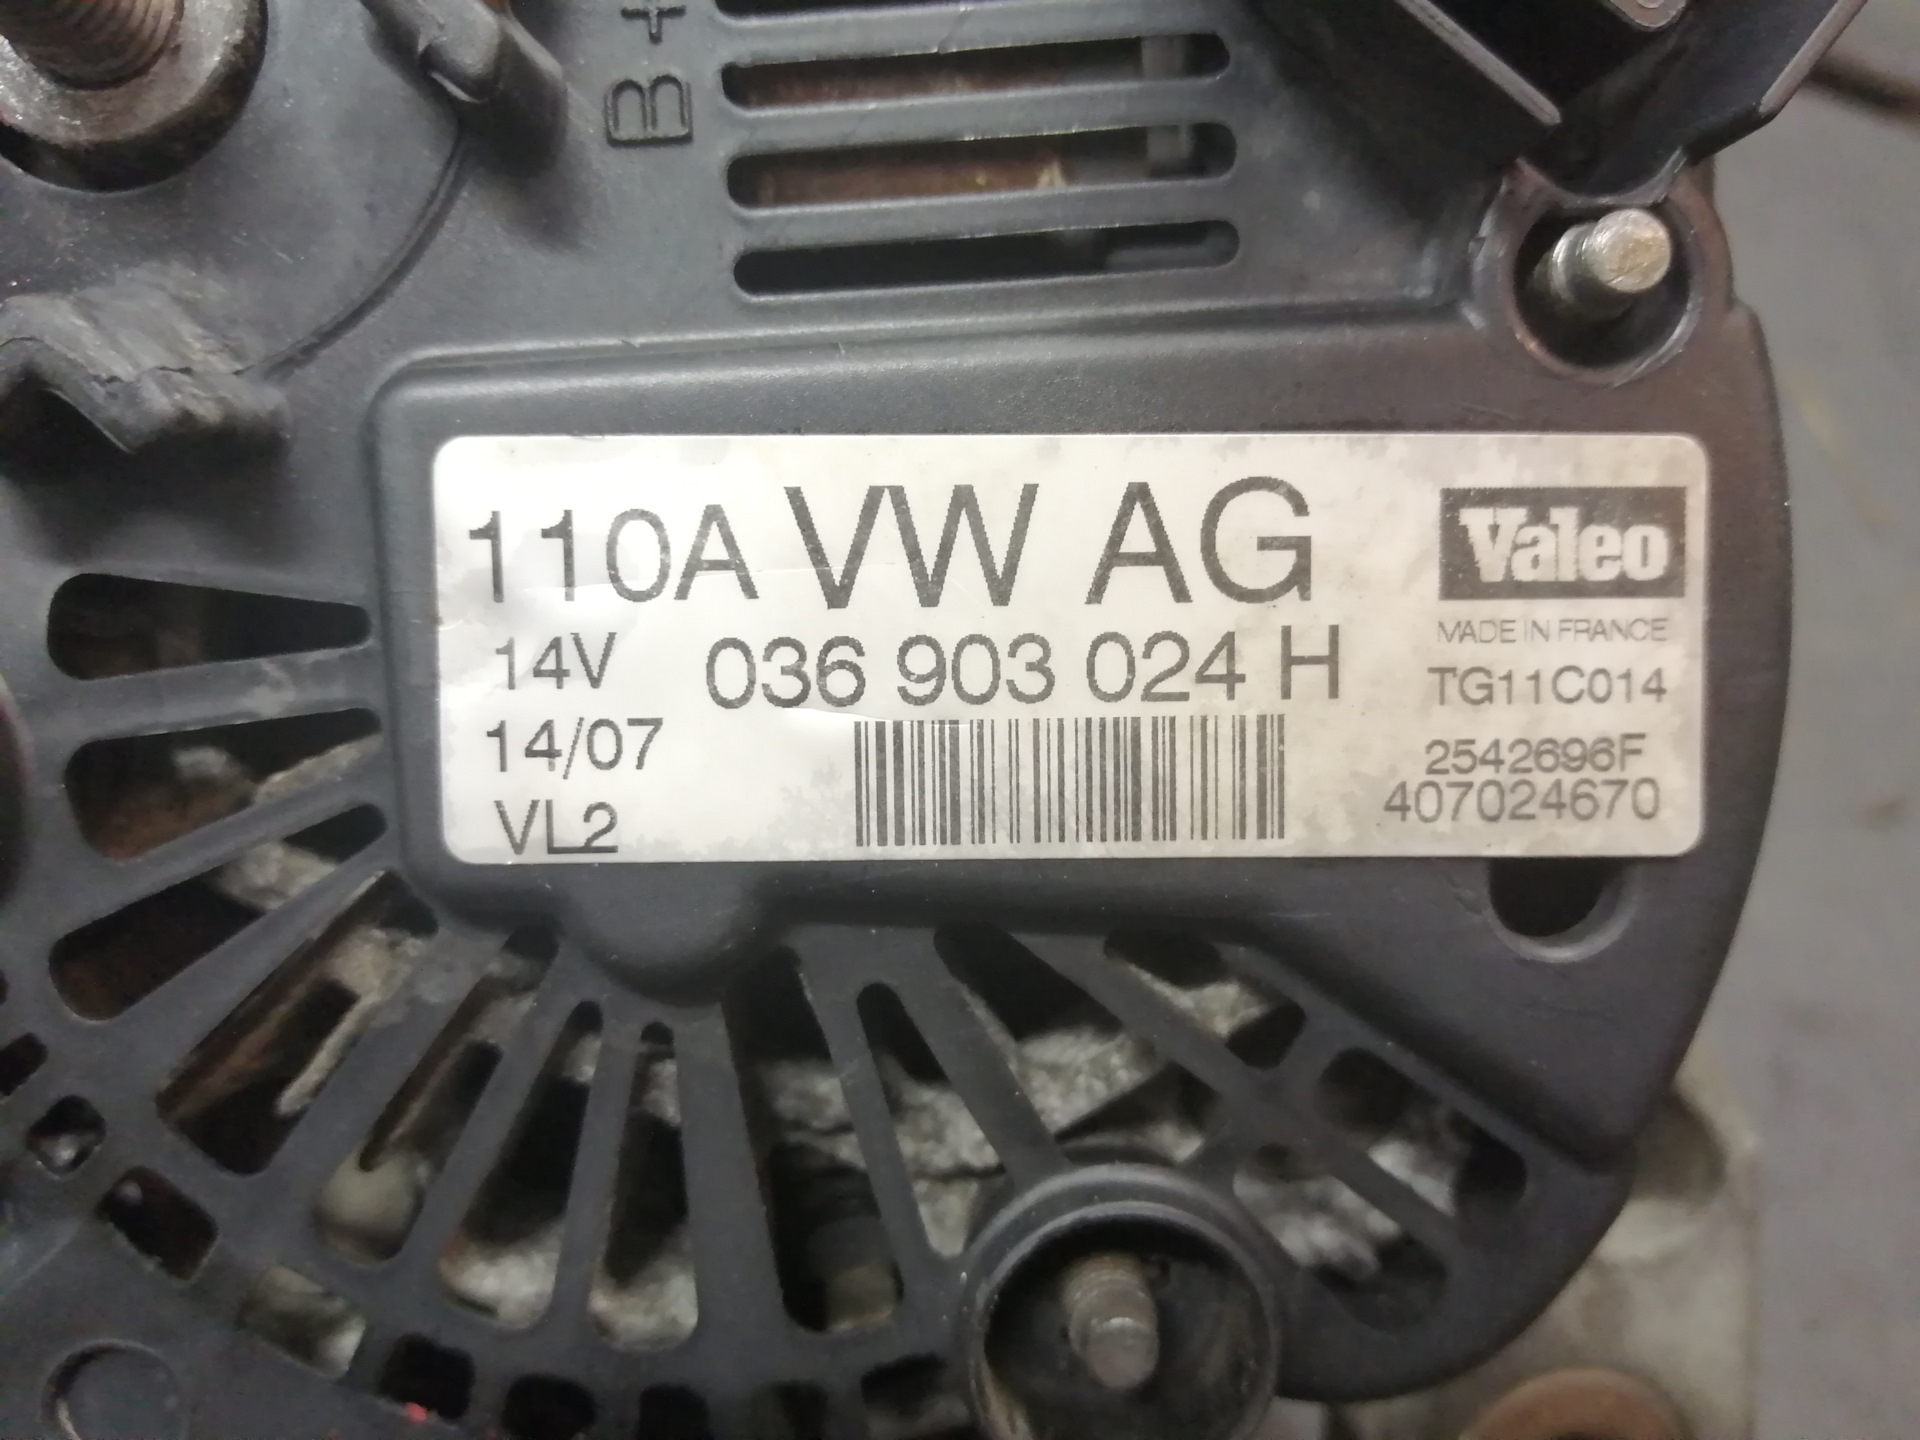 B+
110A VW AG
14V 036 903 024 H
14/07
VL2
Valeo
MADE IN FRANCE
TG11C014
2542696F
407024670